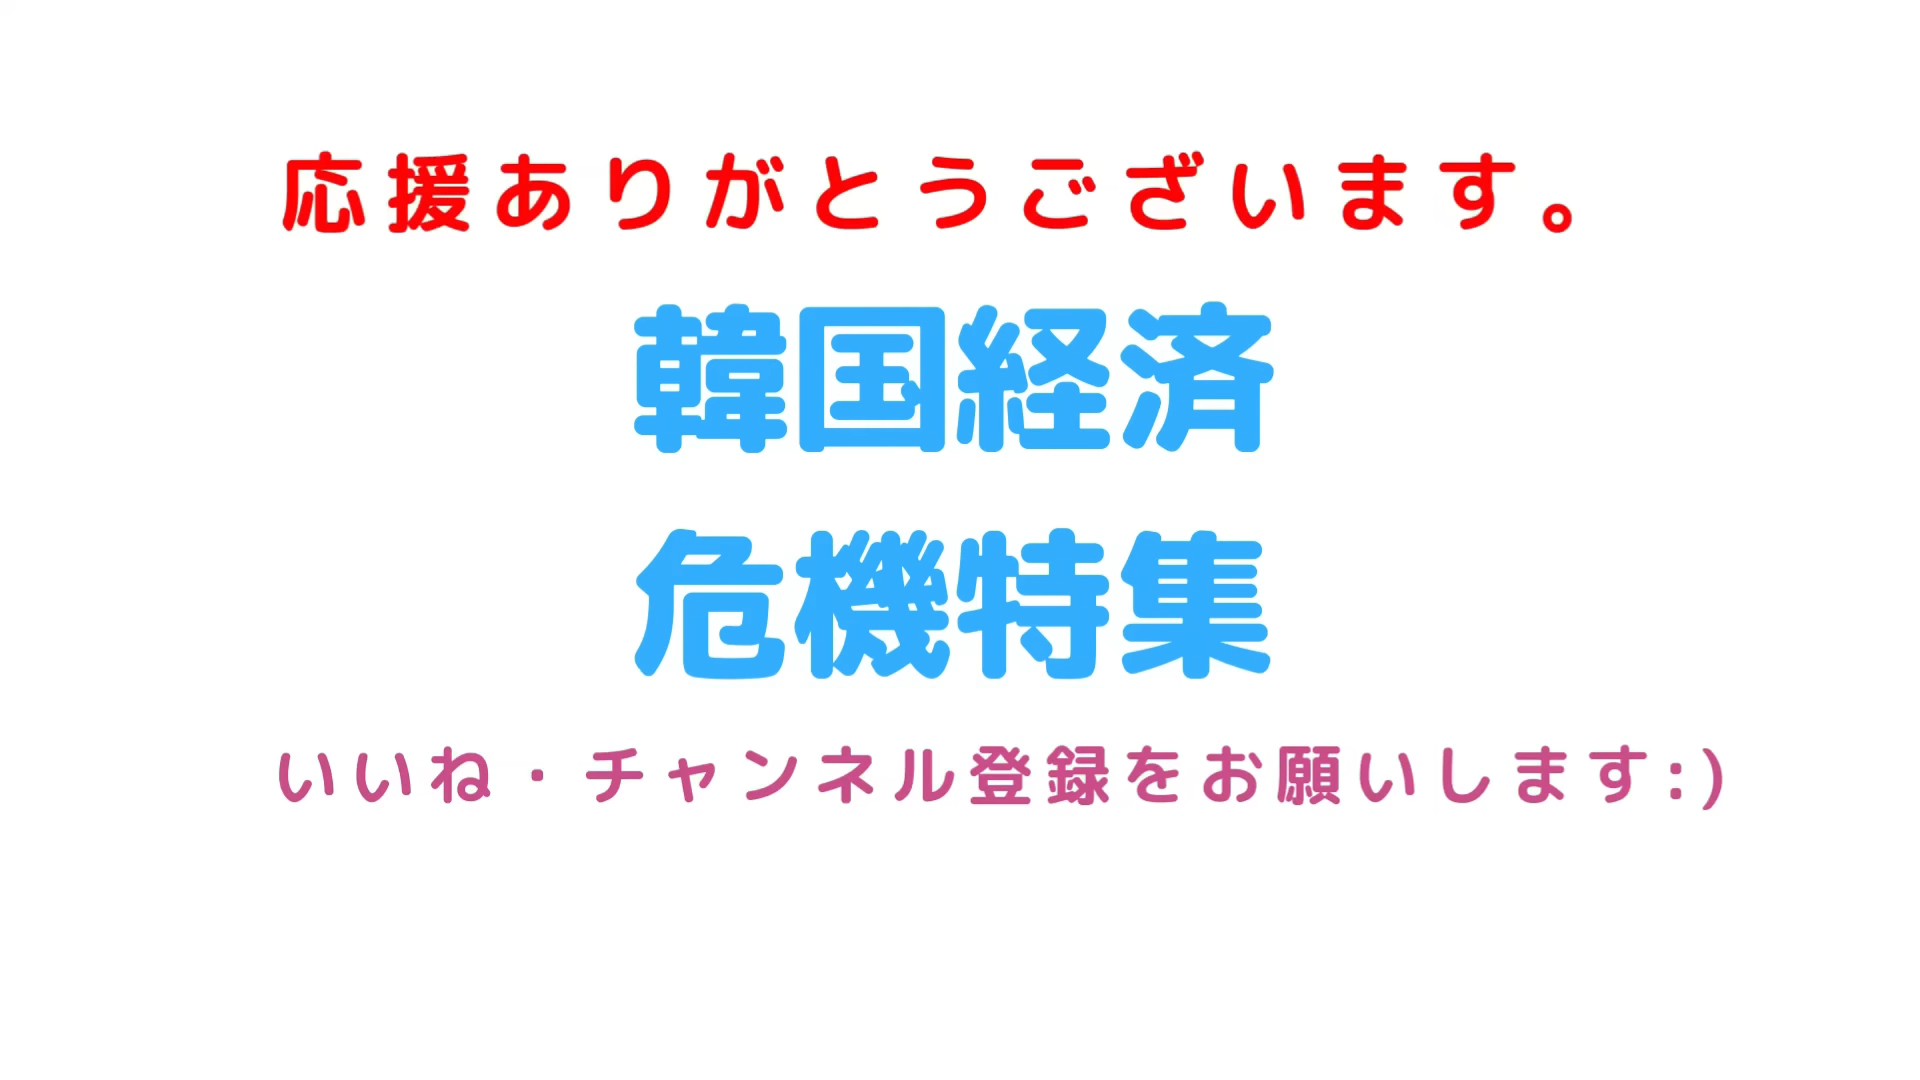 応援ありがとうございます。
韓国経済
危機特集
いいね・チャンネル登録をお願いします:)